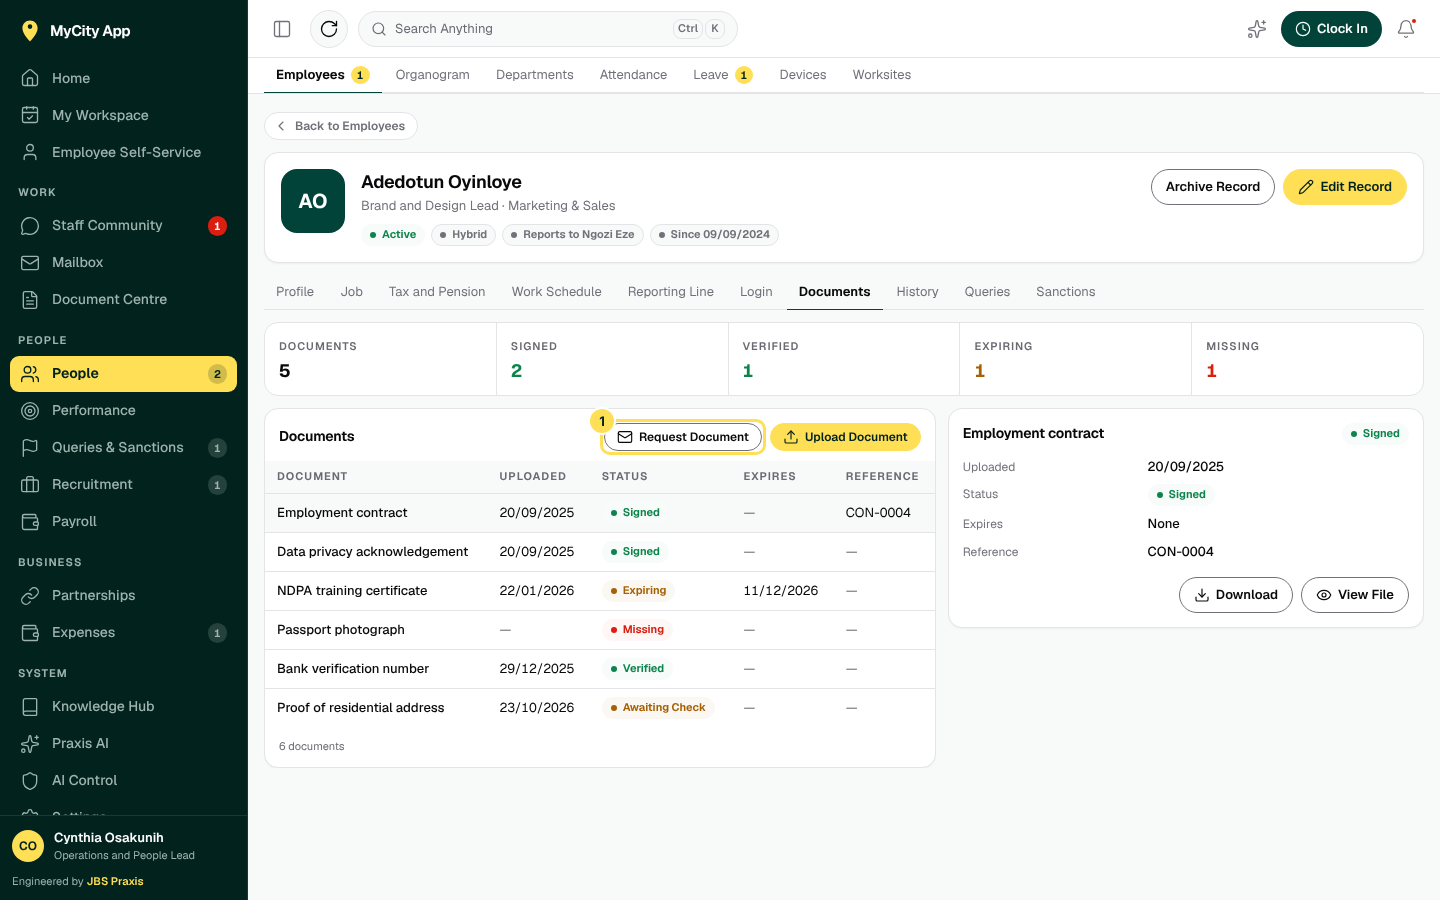 MyCity App
Home
My Workspace
Employee Self-Service
WORK
Staff Community 1
Mailbox
Document Centre
PEOPLE
People 2
Performance
Queries & Sanctions 1
Recruitment 1
Payroll
BUSINESS
Partnerships
Expenses 1
SYSTEM
Knowledge Hub
Praxis AI
AI Control
CO
Cynthia Osakunih
Operations and People Lead
Engineered by JBS Praxis
Search Anything Ctrl K
Clock In
Employees 1 Organogram Departments Attendance Leave 1 Devices Worksites
Back to Employees
AO
Adedotun Oyinloye
Brand and Design Lead · Marketing & Sales
Active Hybrid Reports to Ngozi Eze Since 09/09/2024
Archive Record Edit Record
Profile Job Tax and Pension Work Schedule Reporting Line Login Documents History Queries Sanctions
DOCUMENTS SIGNED VERIFIED EXPIRING MISSING
5 2 1 1 1
Documents 1 Request Document Upload Document
DOCUMENT UPLOADED STATUS EXPIRES REFERENCE
Employment contract 20/09/2025 Signed — CON-0004
Data privacy acknowledgement 20/09/2025 Signed — —
NDPA training certificate 22/01/2026 Expiring 11/12/2026 —
Passport photograph — Missing — —
Bank verification number 29/12/2025 Verified — —
Proof of residential address 23/10/2026 Awaiting Check — —
6 documents
Employment contract Signed
Uploaded 20/09/2025
Status Signed
Expires None
Reference CON-0004
Download View File